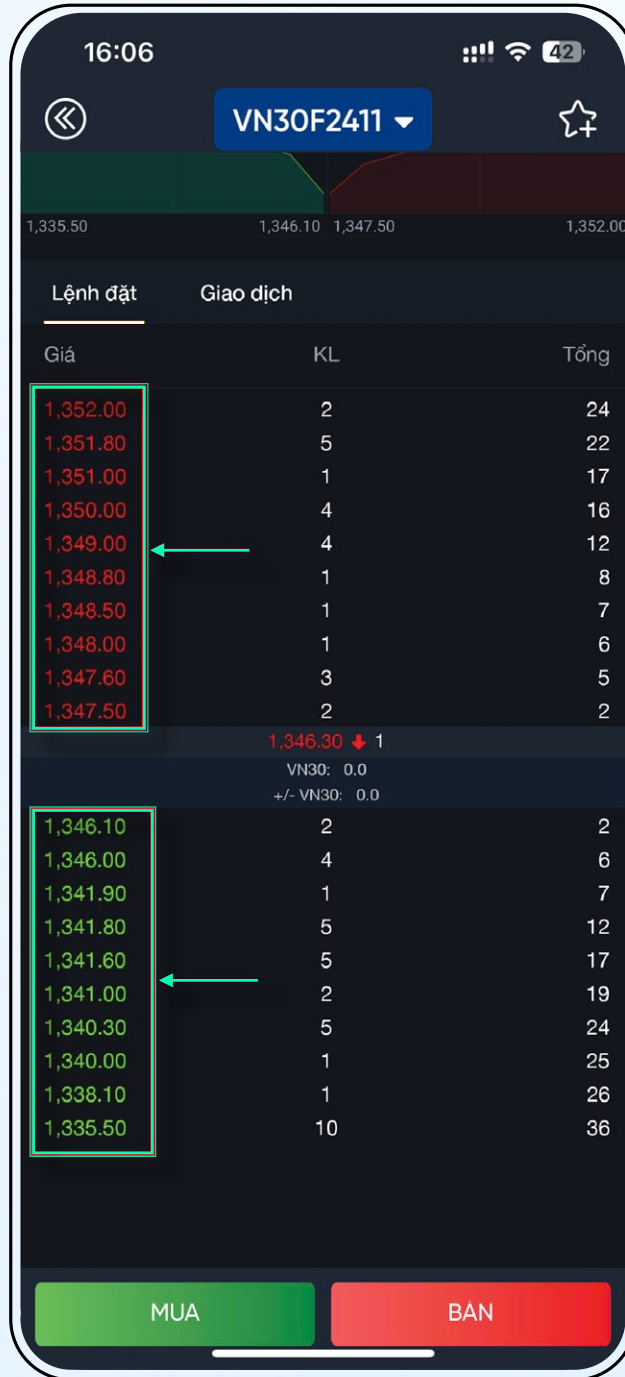 16:06 42
VN30F2411
1,335.50 1,346.10 1,347.50 1,352.00
Lệnh đặt Giao dịch
Giá KL Tổng
1,352.00 2 24
1,351.80 5 22
1,351.00 1 17
1,350.00 4 16
1,349.00 4 12
1,348.80 1 8
1,348.50 1 7
1,348.00 1 6
1,347.60 3 5
1,347.50 2 2
1,346.30 1
VN30: 0.0
+/- VN30: 0.0
1,346.10 2 2
1,346.00 4 6
1,341.90 1 7
1,341.80 5 12
1,341.60 5 17
1,341.00 2 19
1,340.30 5 24
1,340.00 1 25
1,338.10 1 26
1,335.50 10 36
MUA BÁN